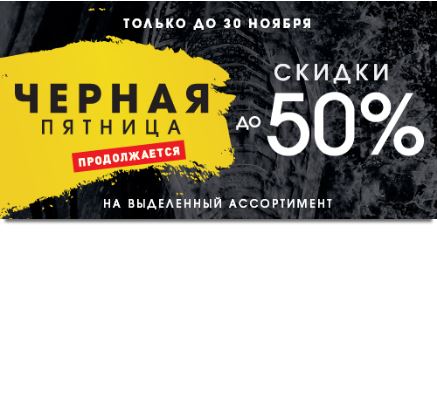 ТОЛЬКО ДО 30 НОЯБРЯ
ЧЕРНАЯ
ПЯТНИЦА
ПРОДОЛЖАЕТСЯ
СКИДКИ
ДО 50%
НА ВЫДЕЛЕННЫЙ АССОРТИМЕНТ